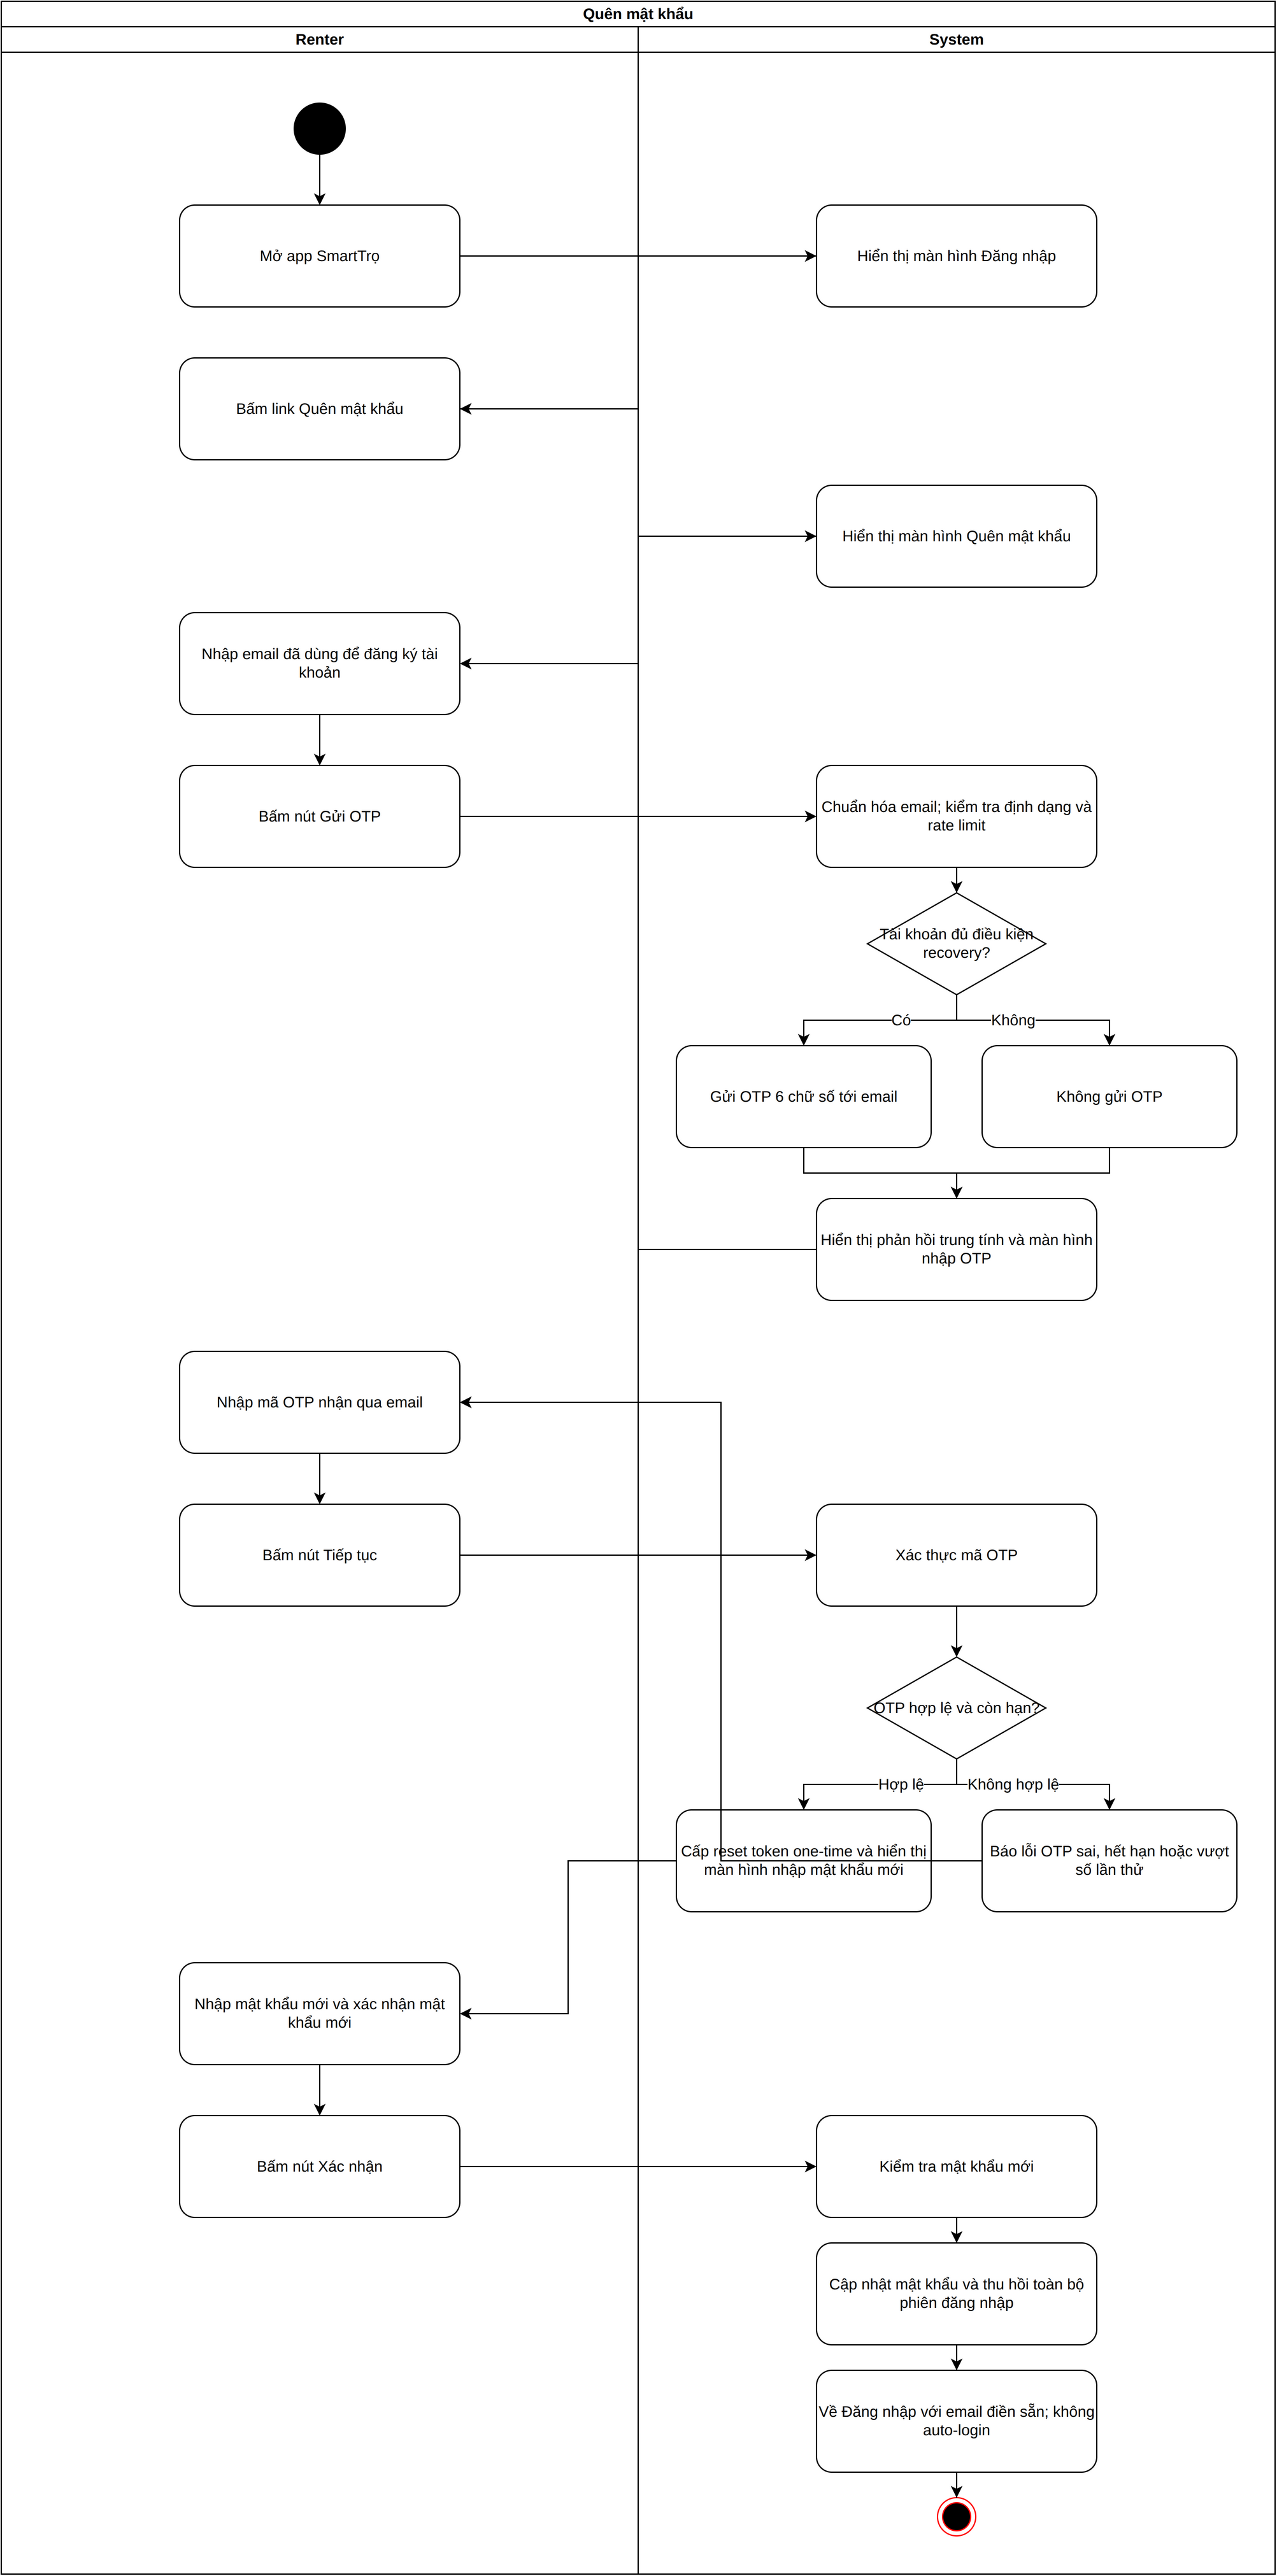 Quên mật khẩu
Renter
System
Mở app SmartTrọ
Hiển thị màn hình Đăng nhập
Bấm link Quên mật khẩu
Hiển thị màn hình Quên mật khẩu
Nhập email đã dùng để đăng ký tài
khoản
Bấm nút Gửi OTP
Chuẩn hóa email; kiểm tra định dạng và
rate limit
Tài khoản đủ điều kiện
recovery?
Có
Không
Gửi OTP 6 chữ số tới email
Không gửi OTP
Hiển thị phản hồi trung tính và màn hình
nhập OTP
Nhập mã OTP nhận qua email
Bấm nút Tiếp tục
Xác thực mã OTP
OTP hợp lệ và còn hạn?
Hợp lệ
Không hợp lệ
Cấp reset token one-time và hiển thị
màn hình nhập mật khẩu mới
Báo lỗi OTP sai, hết hạn hoặc vượt
số lần thử
Nhập mật khẩu mới và xác nhận mật
khẩu mới
Bấm nút Xác nhận
Kiểm tra mật khẩu mới
Cập nhật mật khẩu và thu hồi toàn bộ
phiên đăng nhập
Về Đăng nhập với email điền sẵn; không
auto-login